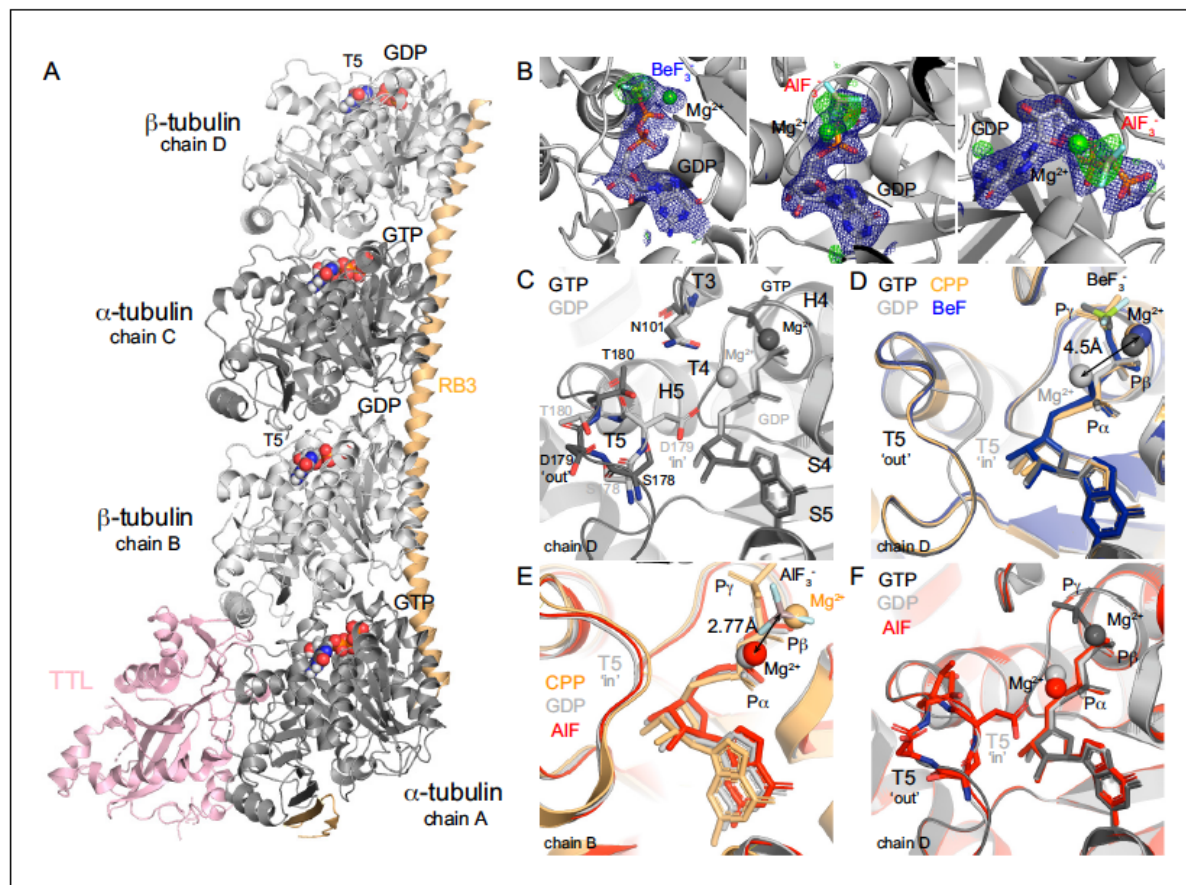 A
T5
GDP
β-tubulin
chain D
GTP
α-tubulin
chain C
RB3
GDP
T5
β-tubulin
chain B
GTP
TTL
α-tubulin
chain A
B
BeF3-
Mg2+
GDP
AlF3-
Mg2+
GDP
GDP
AlF3-
Mg2+
C
GTP
GDP
T3
GTP
H4
N101
Mg2+
T180
Mg2+
T4
H5
T180
GDP
T5
D179
'in'
S4
D179
'out'
S178
S178
S5
chain D
D
GTP
CPP
GDP
BeF
BeF3-
Pγ
Mg2+
4.5Å
Mg2+
Pβ
Pα
T5
'out'
T5
'in'
chain D
E
AlF3-
Pγ
Mg2-
2.77Å
Pβ
T5
'in'
Mg2+
CPP
GDP
AlF
Pα
chain B
F
GTP
GDP
AlF
Pγ
Mg2+
Pβ
Mg2+
Pα
T5
'in'
T5
'out'
chain D